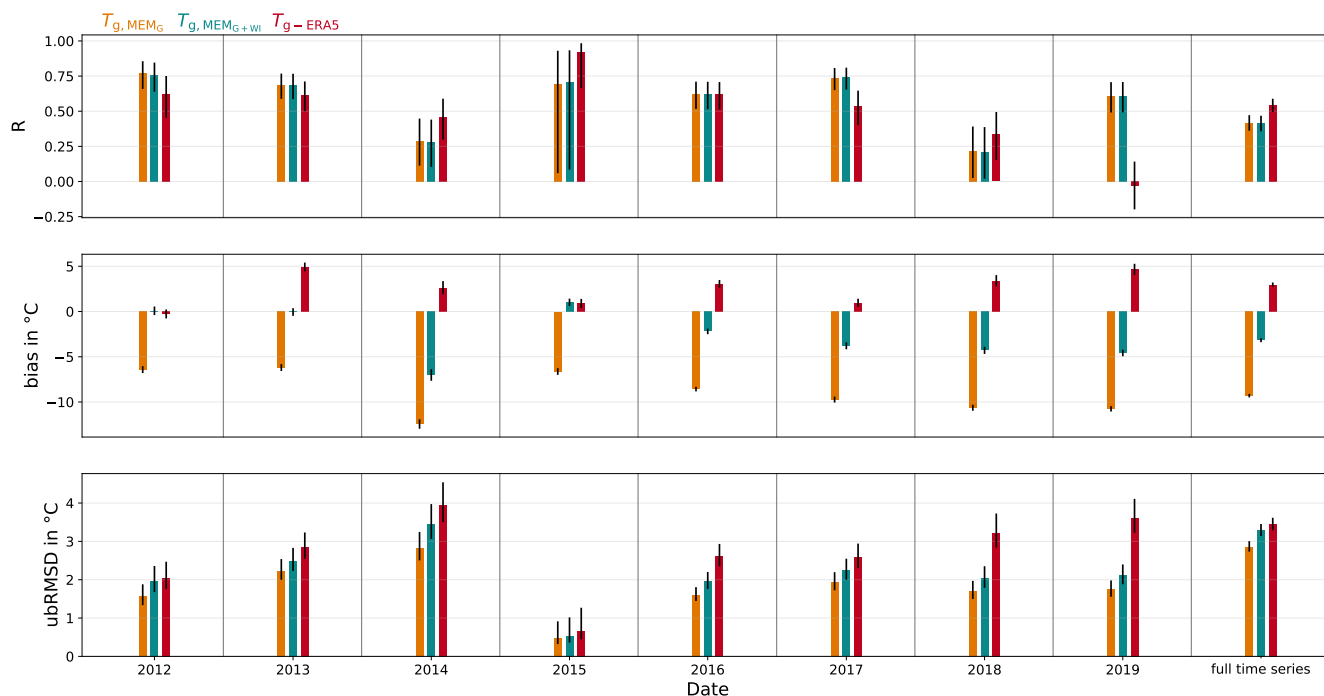 T_g, MEM_G T_g, MEM_G+WI T_g−ERA5
1.00
0.75
0.50
0.25
0.00
−0.25
R
5
0
−5
−10
bias in °C
4
3
2
1
0
ubRMSD in °C
2012 2013 2014 2015 2016 2017 2018 2019 full time series
Date